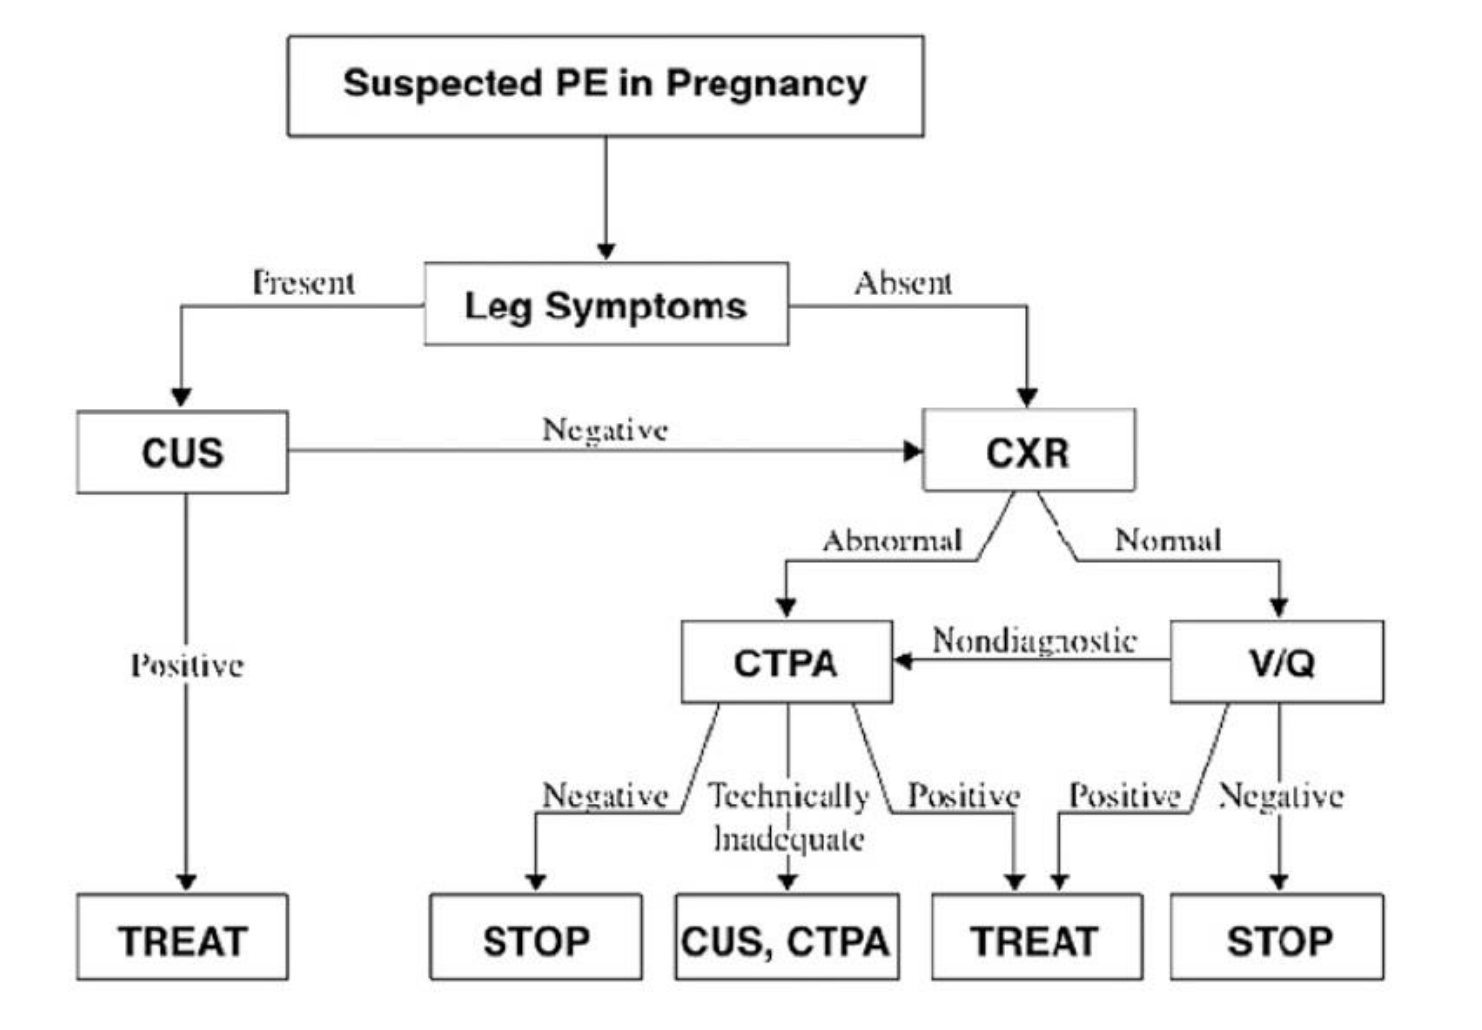 Suspected PE in Pregnancy
Present
Leg Symptoms
Absent
CUS
Negative
CXR
Abnormal
Normal
Positive
CTPA
Nondiagnostic
V/Q
Negative
Technically
Inadequate
Positive
Positive
Negative
TREAT
STOP
CUS, CTPA
TREAT
STOP